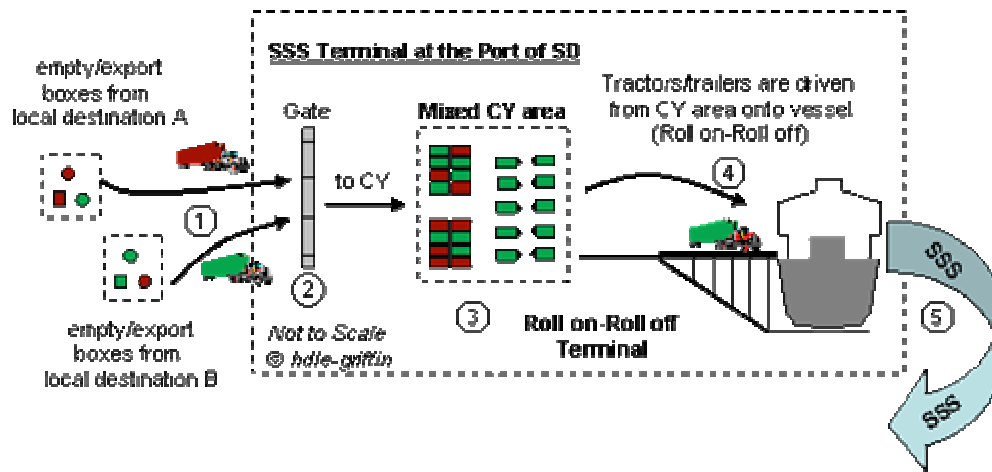 SSS Terminal at the Port of SD
empty/export
boxes from
local destination A
Gate
Mixed CY area
Tractors/trailers are driven
from CY area onto vessel
(Roll on-Roll off)
to CY
1
2
3
4
5
SSS
SSS
empty/export
boxes from
local destination B
Not to Scale
© hdle-griffin
Roll on-Roll off
Terminal